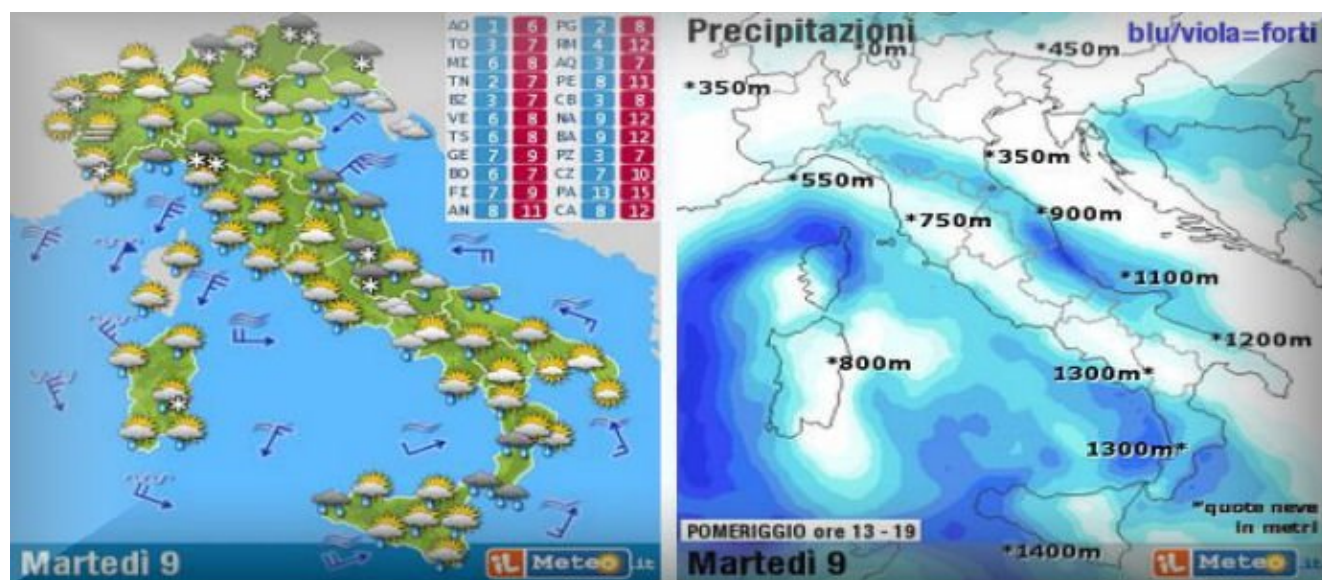 AO 1 6 PG 2 8
TO 3 7 RM 4 12
MI 6 8 AQ 3 7
TN 2 7 PE 8 11
BZ 3 7 CB 3 8
VE 6 8 NA 9 12
TS 6 8 BA 9 12
GE 7 9 PZ 3 7
BO 6 7 CZ 7 10
FI 7 9 PA 13 15
AN 8 11 CA 8 12
Martedì 9
iL Meteo.it
Precipitazioni
blu/viola=forti
*0m
*450m
*350m
*350m
*550m
*750m
*900m
*1100m
*1200m
*800m
1300m*
1300m*
*quote neve
in metri
POMERIGGIO ore 13 - 19
*1400m
Martedì 9
iL Meteo.it